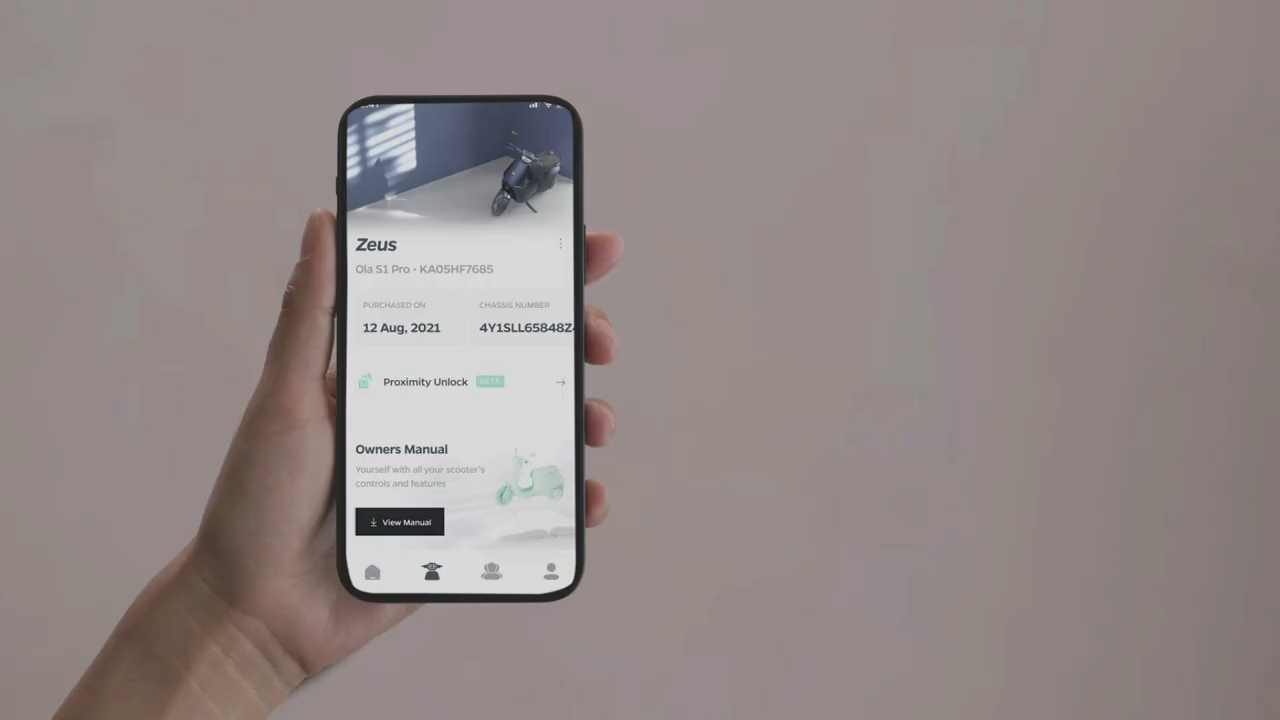 Zeus
Ola S1 Pro • KA05HF7685
PURCHASED ON
CHASSIS NUMBER
12 Aug, 2021
4Y1SLL65848Z
Proximity Unlock BETA
Owners Manual
Yourself with all your scooter's
controls and features
View Manual